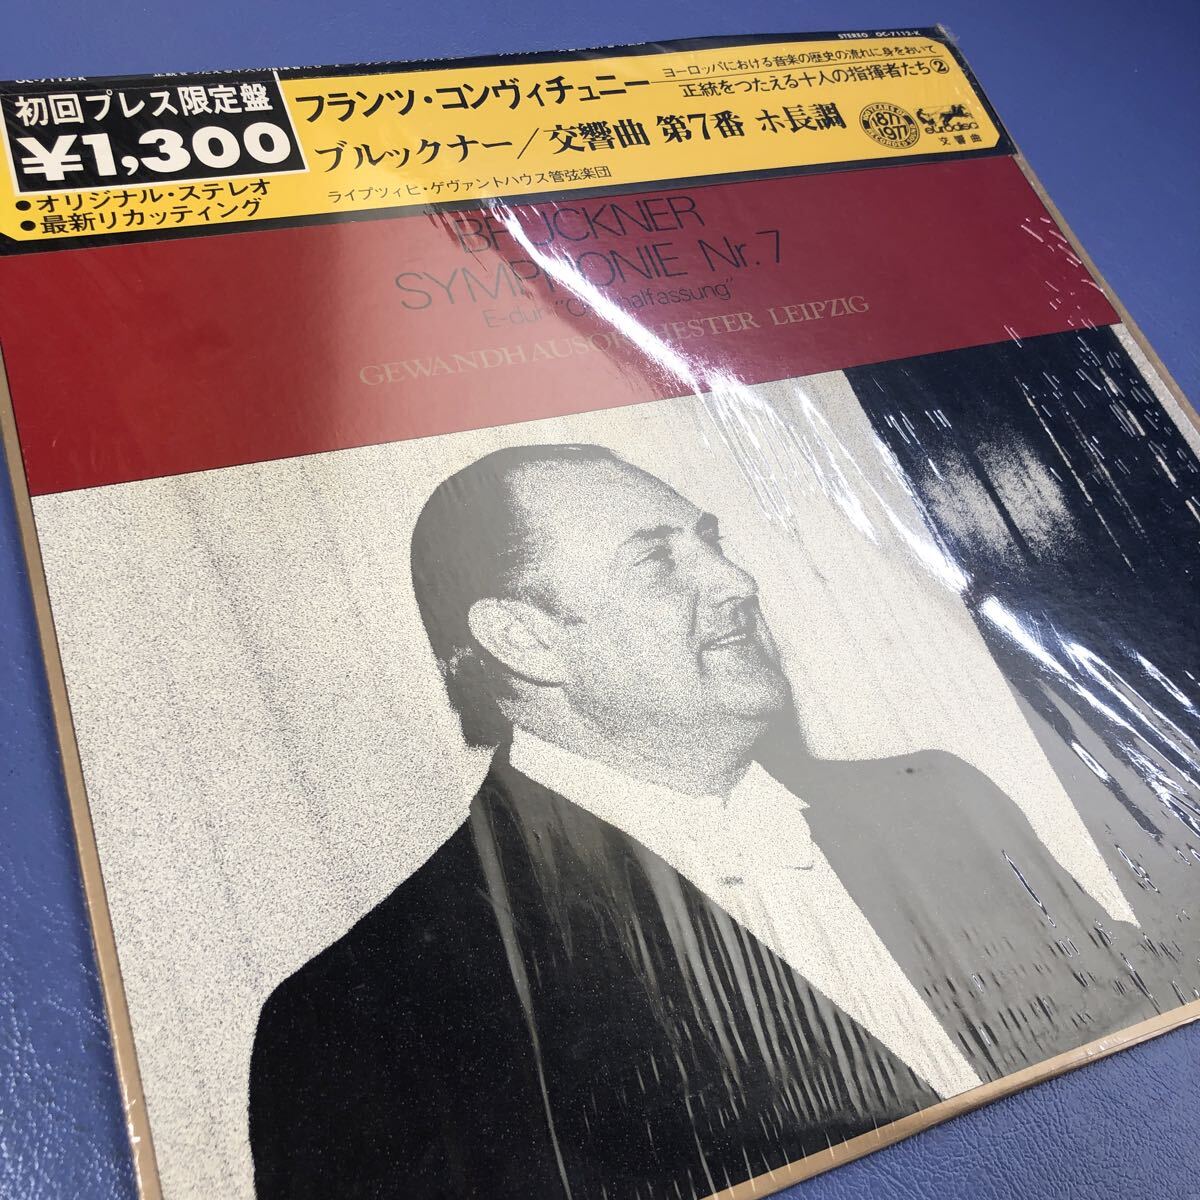 STEREO OC-7112-K
初回プレス限定盤
¥1,300
●オリジナル・ステレオ
●最新リカッティング
フランツ・コンヴィチュニー
ヨーロッパにおける音楽の歴史の流れに身をおいて
正統をつたえる十人の指揮者たち②
ブルックナー/交響曲 第7番 ホ長調
ライプツィヒ・ゲヴァントハウス管弦楽団
1877
1977
eurodisc
交響曲
BRUCKNER
SYMPHONIE Nr. 7
E-dur "Originalfassung"
GEWANDHAUSORCHESTER LEIPZIG